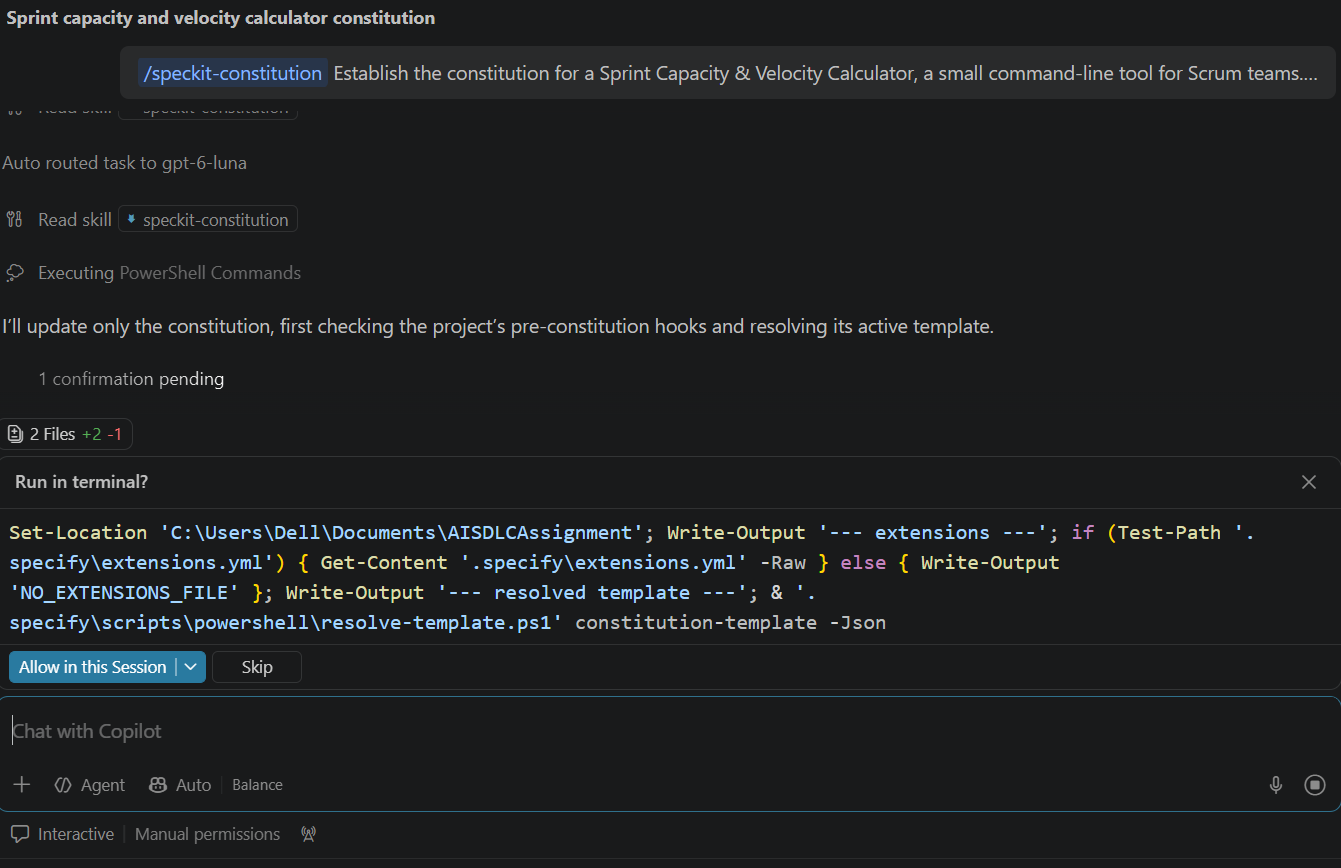 Sprint capacity and velocity calculator constitution
/speckit-constitution Establish the constitution for a Sprint Capacity & Velocity Calculator, a small command-line tool for Scrum teams....
Read skill speckit-constitution
Auto routed task to gpt-6-luna
Read skill speckit-constitution
Executing PowerShell Commands
I'll update only the constitution, first checking the project's pre-constitution hooks and resolving its active template.
1 confirmation pending
2 Files +2 -1
Run in terminal?
Set-Location 'C:\Users\Dell\Documents\AISDLCAssignment'; Write-Output '--- extensions ---'; if (Test-Path '.
specify\extensions.yml') { Get-Content '.specify\extensions.yml' -Raw } else { Write-Output
'NO_EXTENSIONS_FILE' }; Write-Output '--- resolved template ---'; & '.
specify\scripts\powershell\resolve-template.ps1' constitution-template -Json
Allow in this Session Skip
Chat with Copilot
Agent Auto Balance
Interactive Manual permissions